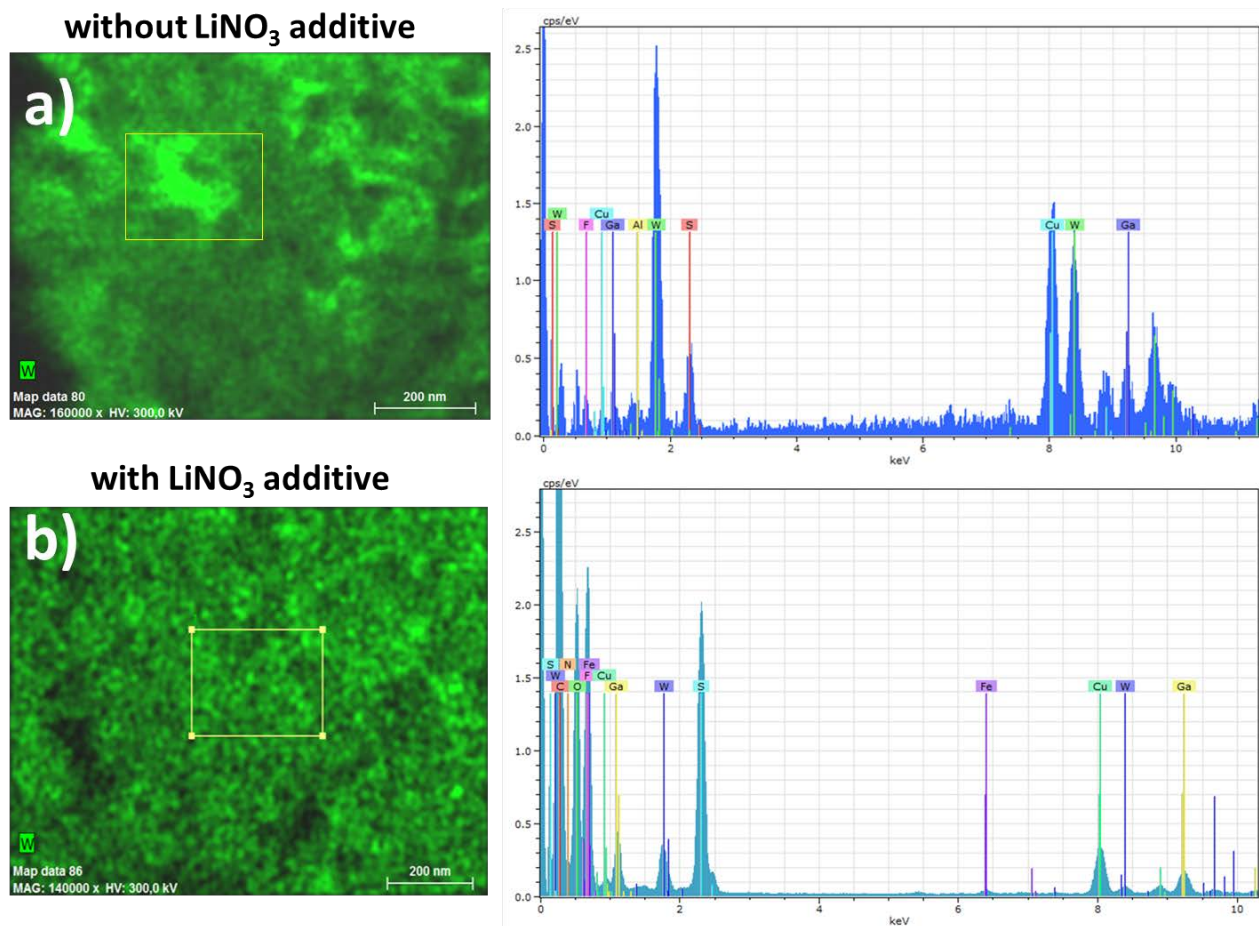 without LiNO₃ additive
a)
W
Map data 80
MAG: 160000 x HV: 300,0 kV
200 nm
cps/eV
2.5
2.0
1.5
1.0
0.5
0.0
W Cu
S F Ga Al W S Cu W Ga
0 2 4 6 8 10
keV
with LiNO₃ additive
b)
W
Map data 86
MAG: 140000 x HV: 300,0 kV
200 nm
cps/eV
2.5
2.0
1.5
1.0
0.5
0.0
S N Fe
W F Cu
C O Ga W S Fe Cu W Ga
0 2 4 6 8 10
keV